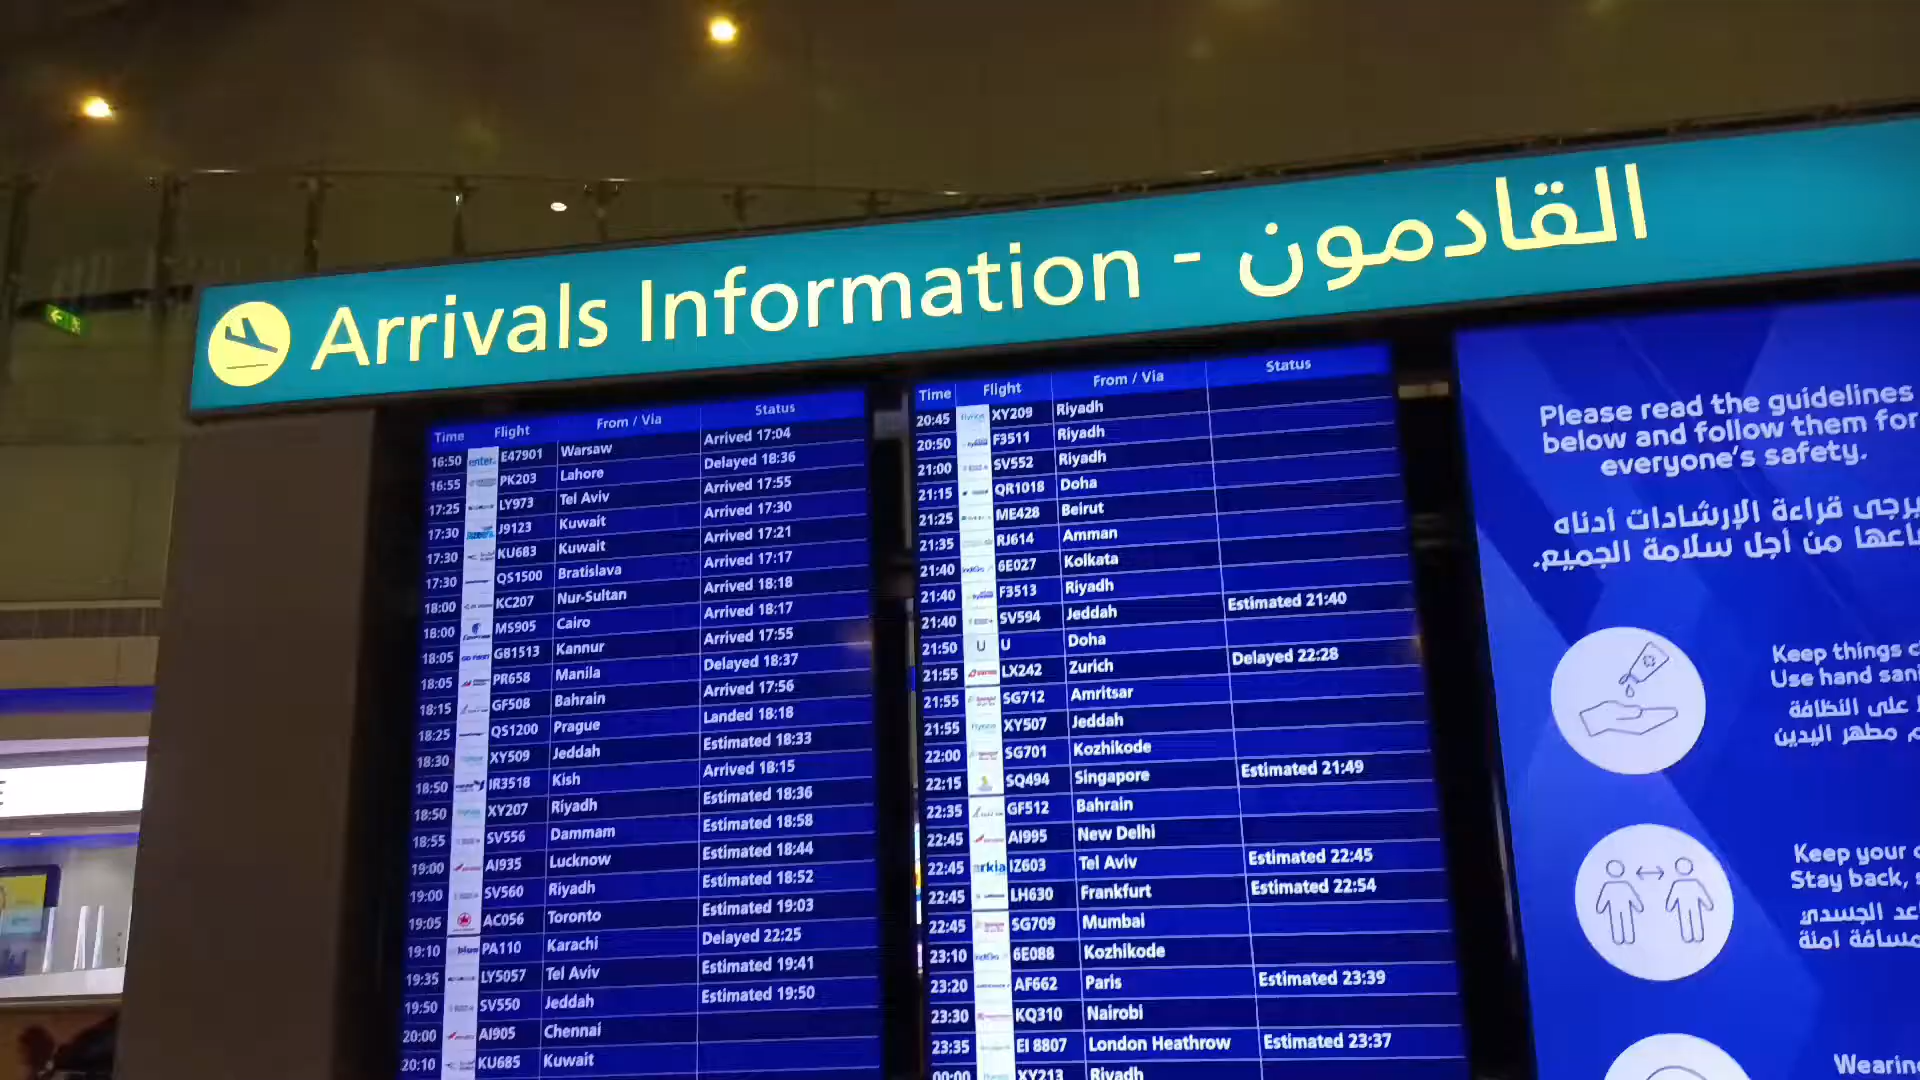 Arrivals Information - القادمون
Time Flight From / Via Status
16:50 enter E47901 Warsaw Arrived 17:04
16:55 PK203 Lahore Delayed 18:36
17:25 LY973 Tel Aviv Arrived 17:55
17:30 J9123 Kuwait Arrived 17:30
17:30 KU683 Kuwait Arrived 17:21
17:30 QS1500 Bratislava Arrived 17:17
18:00 KC207 Nur-Sultan Arrived 18:18
18:00 MS905 Cairo Arrived 18:17
18:05 G81513 Kannur Arrived 17:55
18:05 PR658 Manila Delayed 18:37
18:15 GF508 Bahrain Arrived 17:56
18:25 QS1200 Prague Landed 18:18
18:30 XY509 Jeddah Estimated 18:33
18:50 IR3518 Kish Arrived 18:15
18:50 XY207 Riyadh Estimated 18:36
18:55 SV556 Dammam Estimated 18:58
19:00 AI935 Lucknow Estimated 18:44
19:00 SV560 Riyadh Estimated 18:52
19:05 AC056 Toronto Estimated 19:03
19:10 blue PA110 Karachi Delayed 22:25
19:35 LY5057 Tel Aviv Estimated 19:41
19:50 SV550 Jeddah Estimated 19:50
20:00 AI905 Chennai
20:10 KU685 Kuwait
Time Flight From / Via Status
20:45 XY209 Riyadh
20:50 F3511 Riyadh
21:00 SV552 Riyadh
21:15 QR1018 Doha
21:25 ME428 Beirut
21:35 RJ614 Amman
21:40 IndiGo 6E027 Kolkata
21:40 F3513 Riyadh
21:40 SV594 Jeddah Estimated 21:40
21:50 U U Doha
21:55 LX242 Zurich Delayed 22:28
21:55 SG712 Amritsar
21:55 XY507 Jeddah
22:00 SG701 Kozhikode
22:15 SQ494 Singapore Estimated 21:49
22:35 GF512 Bahrain
22:45 AI995 New Delhi
22:45 arkia IZ603 Tel Aviv Estimated 22:45
22:45 LH630 Frankfurt Estimated 22:54
22:45 SG709 Mumbai
23:10 IndiGo 6E088 Kozhikode
23:20 AF662 Paris Estimated 23:39
23:30 KQ310 Nairobi
23:35 EI 8807 London Heathrow Estimated 23:37
00:00 XY213 Riyadh
Please read the guidelines
below and follow them for
everyone's safety.
يرجى قراءة الإرشادات أدناه
من أجل سلامة الجميع.
Keep things
Use hand
على النظافة
مطهر اليدين
Keep your
Stay back,
الجسدي
مسافة آمنة
Wearing